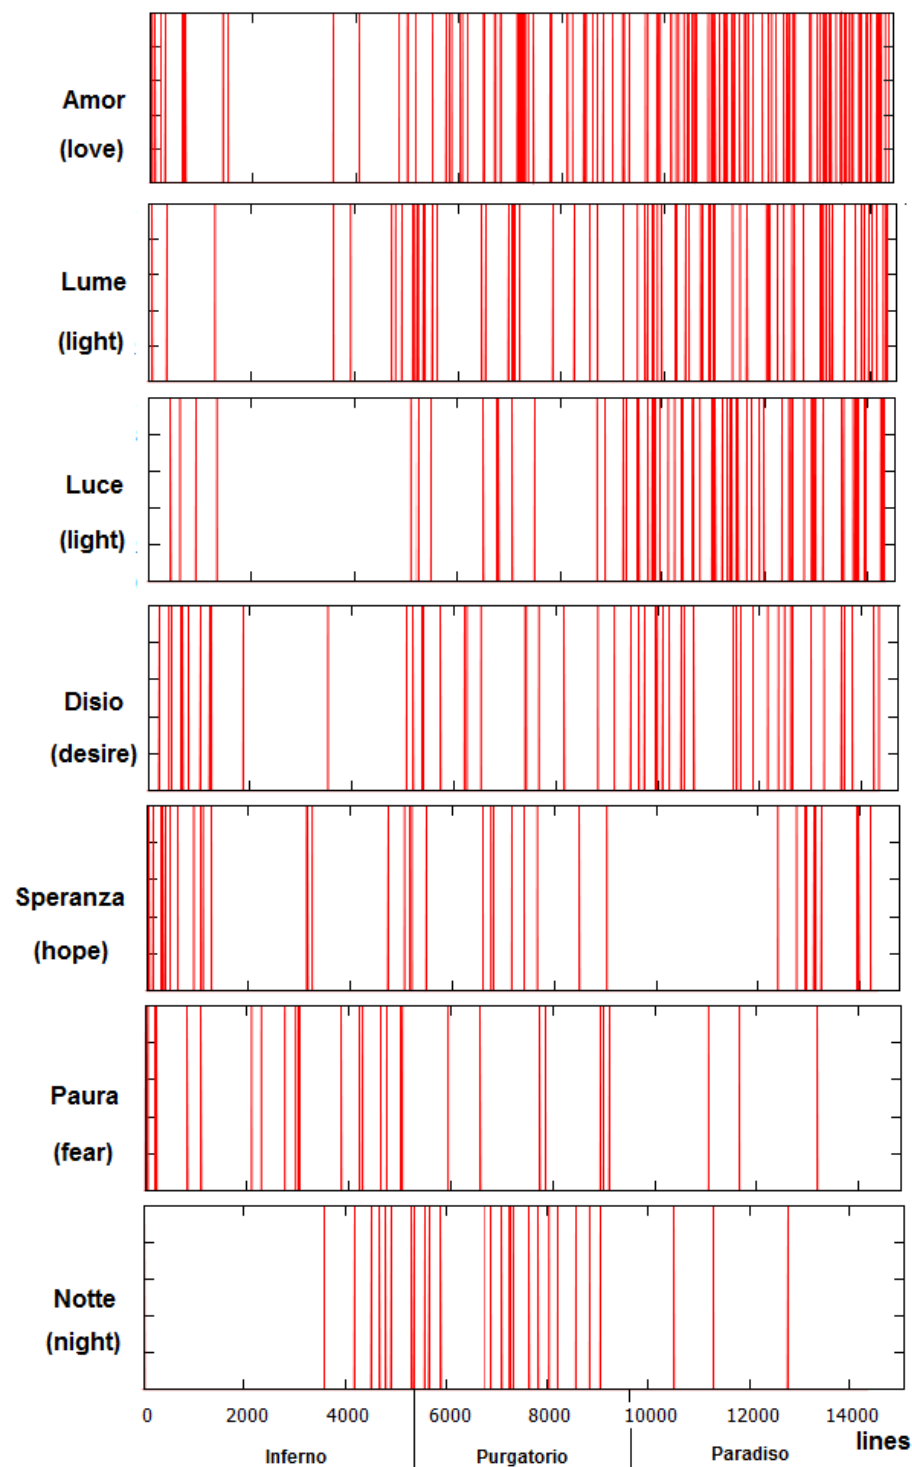 Amor
(love)
Lume
(light)
Luce
(light)
Disio
(desire)
Speranza
(hope)
Paura
(fear)
Notte
(night)
0 2000 4000 6000 8000 10000 12000 14000
lines
Inferno Purgatorio Paradiso